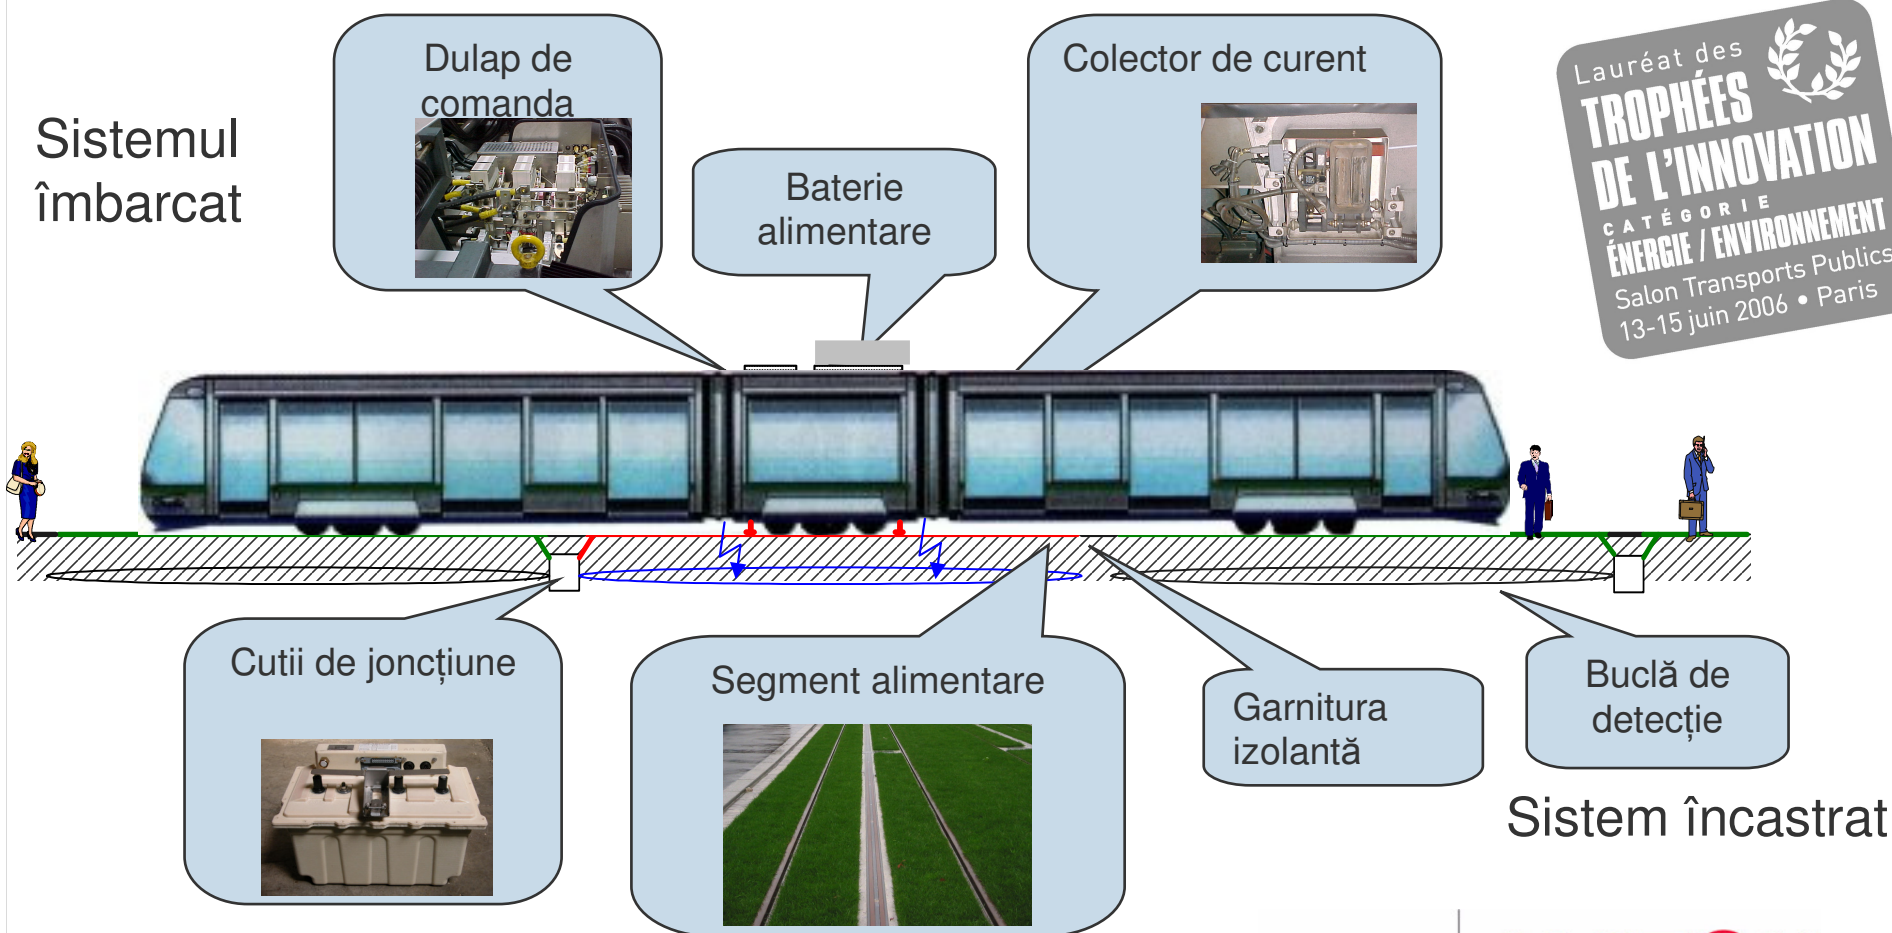 Sistemul
îmbarcat
Dulap de
comanda
Baterie
alimentare
Colector de curent
Lauréat des
TROPHÉES
DE L'INNOVATION
CATÉGORIE
ÉNERGIE / ENVIRONNEMENT
Salon Transports Publics
13-15 juin 2006 • Paris
Cutii de joncțiune
Segment alimentare
Garnitura
izolantă
Buclă de
detecție
Sistem încastrat